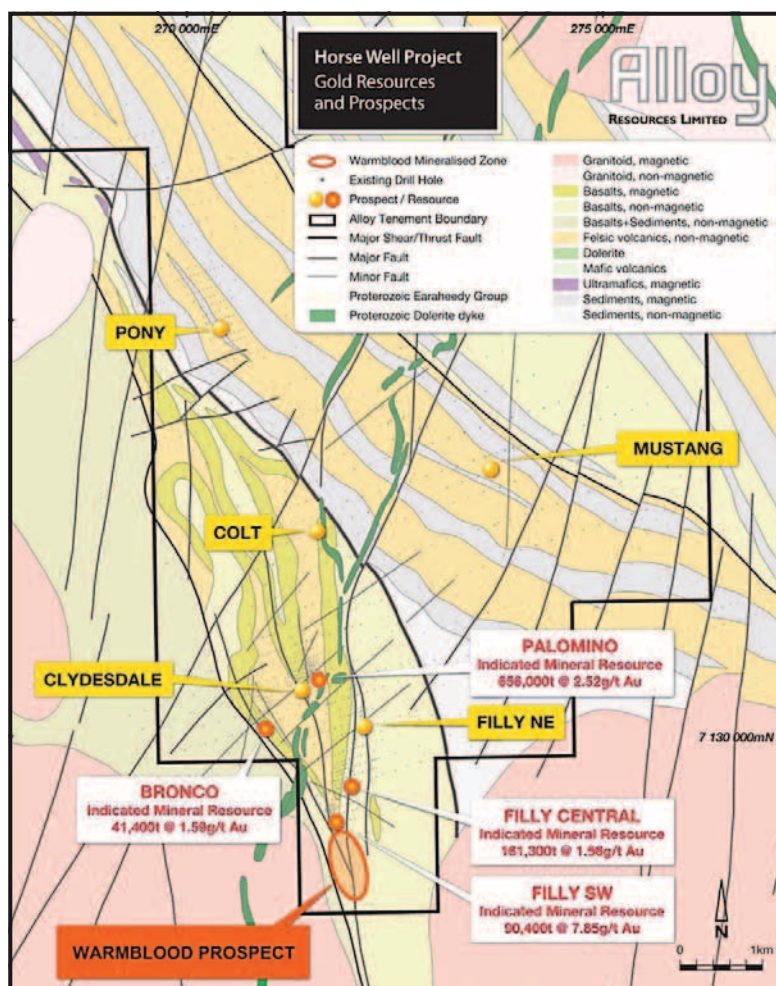 270 000mE
275 000mE
Horse Well Project
Gold Resources
and Prospects
Alloy
RESOURCES LIMITED
Warmblood Mineralised Zone
Existing Drill Hole
Prospect / Resource
Alloy Tenement Boundary
Major Shear/Thrust Fault
Major Fault
Minor Fault
Proterozoic Earaheedy Group
Proterozoic Dolerite dyke
Granitoid, magnetic
Granitoid, non-magnetic
Basalts, magnetic
Basalts, non-magnetic
Basalts+Sediments, non-magnetic
Felsic volcanics, non-magnetic
Dolerite
Mafic volcanics
Ultramafics, magnetic
Sediments, magnetic
Sediments, non-magnetic
PONY
MUSTANG
COLT
PALOMINO
Indicated Mineral Resource
656,000t @ 2.52g/t Au
CLYDESDALE
FILLY NE
7 130 000mN
BRONCO
Indicated Mineral Resource
41,400t @ 1.59g/t Au
FILLY CENTRAL
Indicated Mineral Resource
161,300t @ 1.58g/t Au
FILLY SW
Indicated Mineral Resource
90,400t @ 7.85g/t Au
WARMBLOOD PROSPECT
N
0 1km